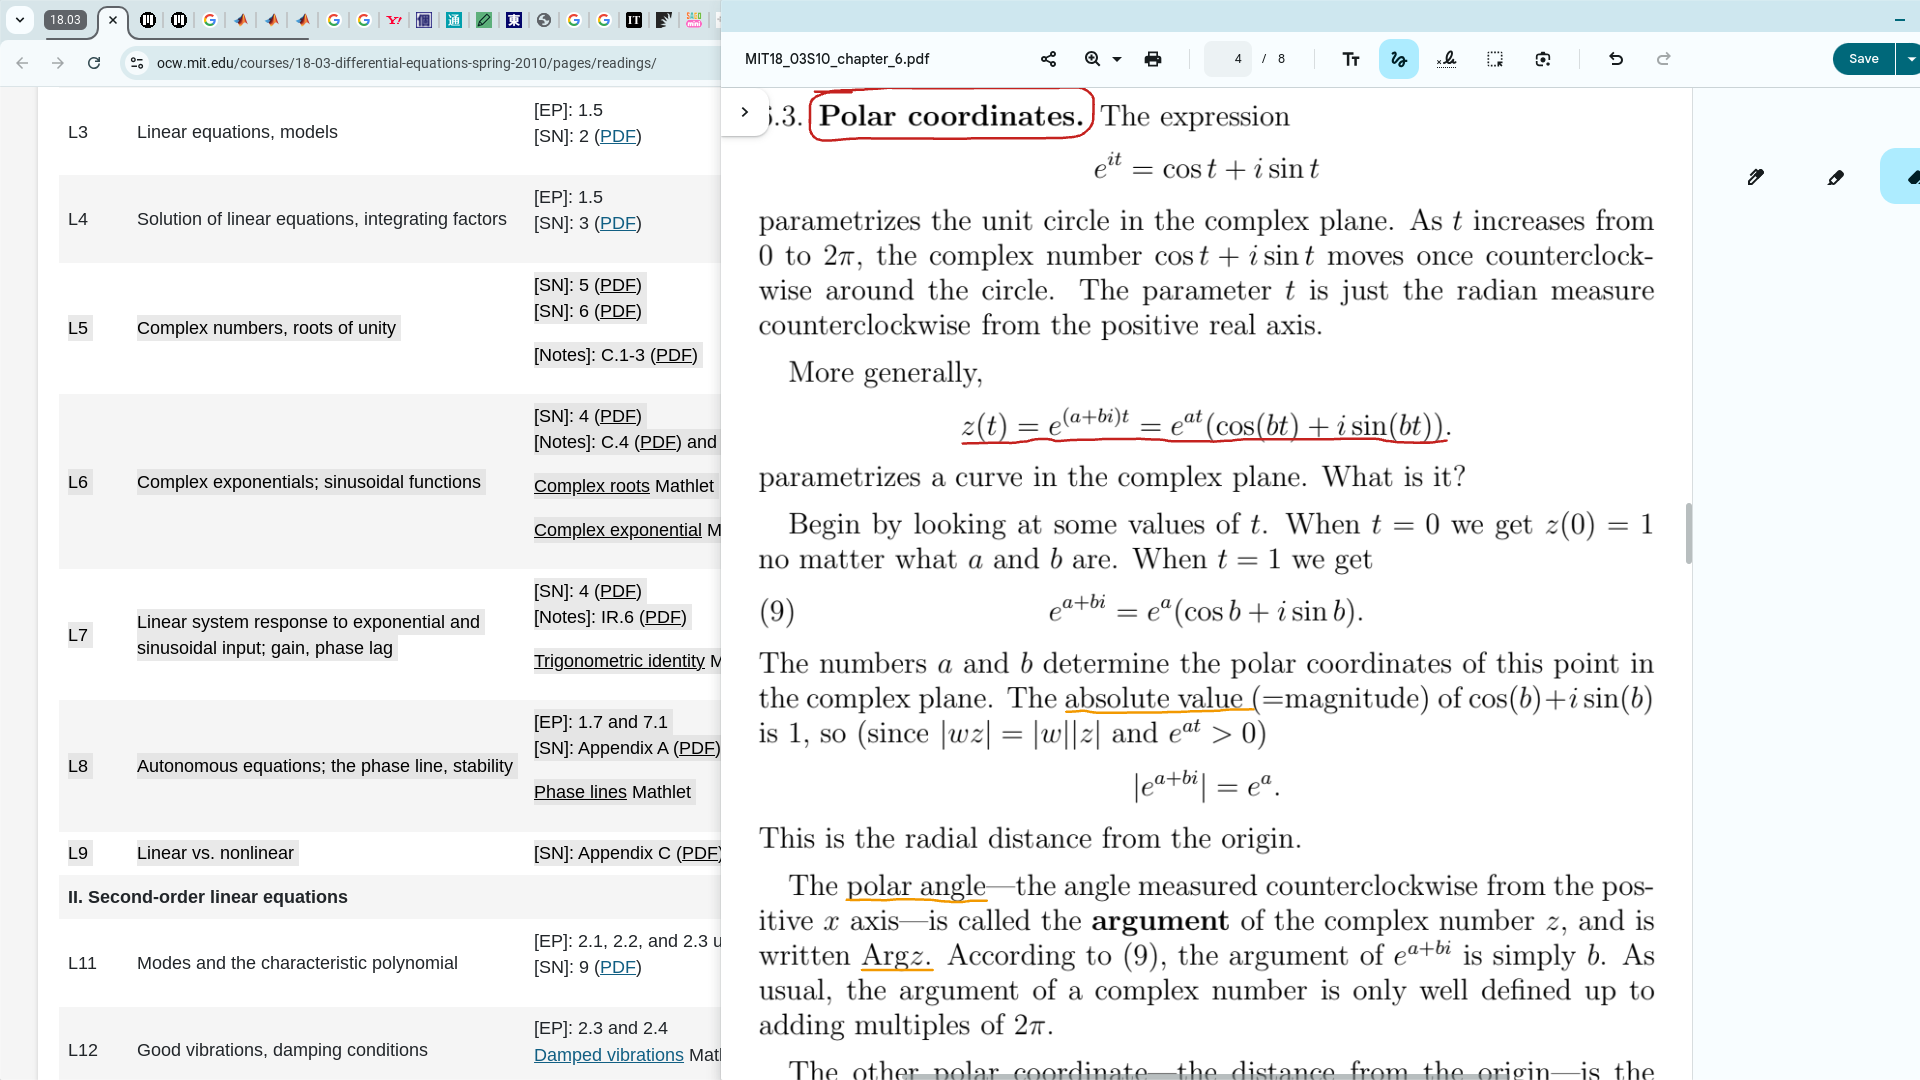 18.03
ocw.mit.edu/courses/18-03-differential-equations-spring-2010/pages/readings/
L3 Linear equations, models [EP]: 1.5
[SN]: 2 (PDF)
L4 Solution of linear equations, integrating factors [EP]: 1.5
[SN]: 3 (PDF)
L5 Complex numbers, roots of unity [SN]: 5 (PDF)
[SN]: 6 (PDF)
[Notes]: C.1-3 (PDF)
L6 Complex exponentials; sinusoidal functions [SN]: 4 (PDF)
[Notes]: C.4 (PDF) and
Complex roots Mathlet
Complex exponential M
L7 Linear system response to exponential and
sinusoidal input; gain, phase lag
[SN]: 4 (PDF)
[Notes]: IR.6 (PDF)
Trigonometric identity M
L8 Autonomous equations; the phase line, stability [EP]: 1.7 and 7.1
[SN]: Appendix A (PDF)
Phase lines Mathlet
L9 Linear vs. nonlinear [SN]: Appendix C (PDF)
II. Second-order linear equations
L11 Modes and the characteristic polynomial [EP]: 2.1, 2.2, and 2.3 u
[SN]: 9 (PDF)
L12 Good vibrations, damping conditions [EP]: 2.3 and 2.4
Damped vibrations Mat
MIT18_03S10_chapter_6.pdf
4 / 8
Save
6.3. Polar coordinates. The expression
e^{it} = cos t + i sin t
parametrizes the unit circle in the complex plane. As t increases from
0 to 2π, the complex number cos t + i sin t moves once counterclock-
wise around the circle. The parameter t is just the radian measure
counterclockwise from the positive real axis.
More generally,
z(t) = e^{(a+bi)t} = e^{at}(cos(bt) + i sin(bt)).
parametrizes a curve in the complex plane. What is it?
Begin by looking at some values of t. When t = 0 we get z(0) = 1
no matter what a and b are. When t = 1 we get
(9) e^{a+bi} = e^a(cos b + i sin b).
The numbers a and b determine the polar coordinates of this point in
the complex plane. The absolute value (=magnitude) of cos(b)+i sin(b)
is 1, so (since |wz| = |w||z| and e^{at} > 0)
|e^{a+bi}| = e^a.
This is the radial distance from the origin.
The polar angle—the angle measured counterclockwise from the pos-
itive x axis—is called the argument of the complex number z, and is
written Argz. According to (9), the argument of e^{a+bi} is simply b. As
usual, the argument of a complex number is only well defined up to
adding multiples of 2π.
The other polar coordinate—the distance from the origin—is the